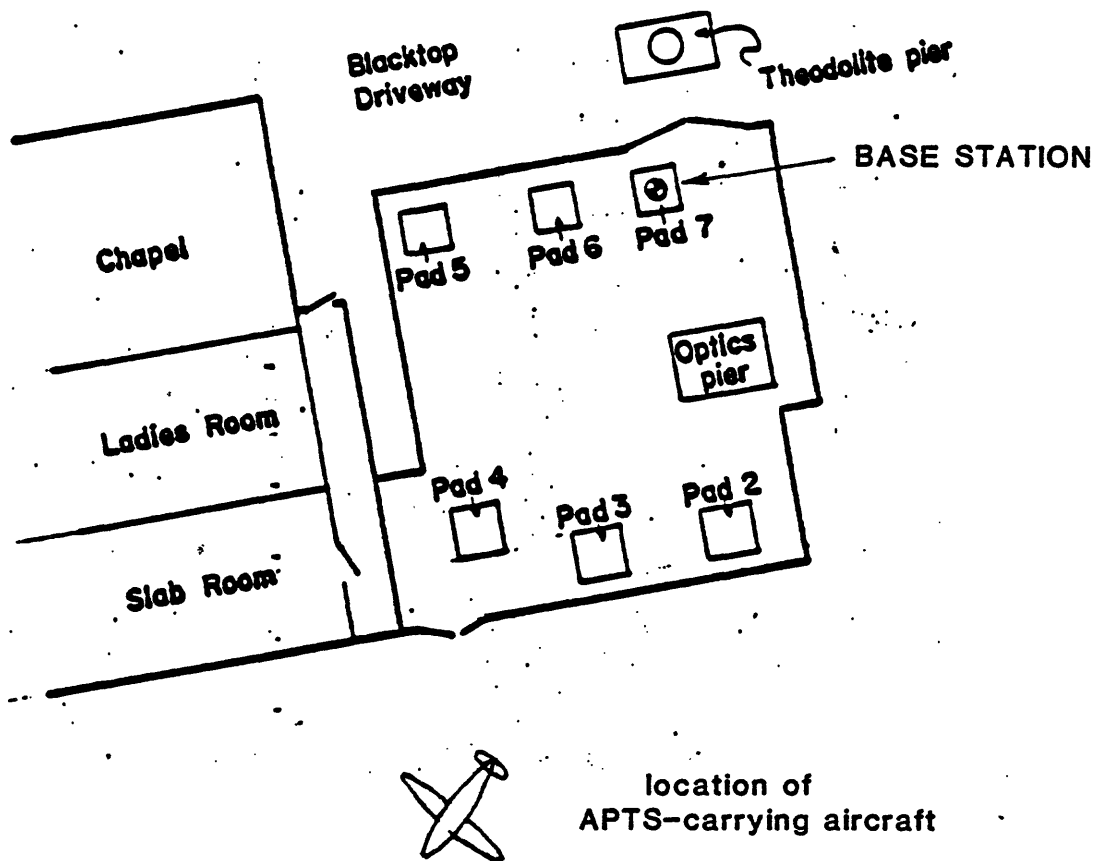 Blacktop
Driveway
Theodolite pier
BASE STATION
Chapel
Pad 5
Pad 6
Pad 7
Optics
pier
Ladies Room
Pad 4
Pad 3
Pad 2
Slab Room
location of
APTS-carrying aircraft